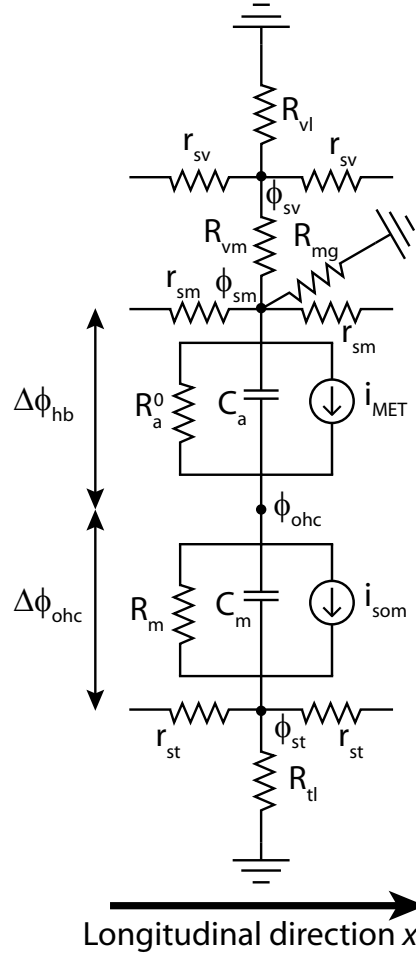 R_vl
r_sv r_sv
ϕ_sv
R_vm R_mg
r_sm ϕ_sm
r_sm
Δϕ_hb R_a^0 C_a i_MET
ϕ_ohc
Δϕ_ohc R_m C_m i_som
r_st ϕ_st r_st
R_tl
Longitudinal direction x